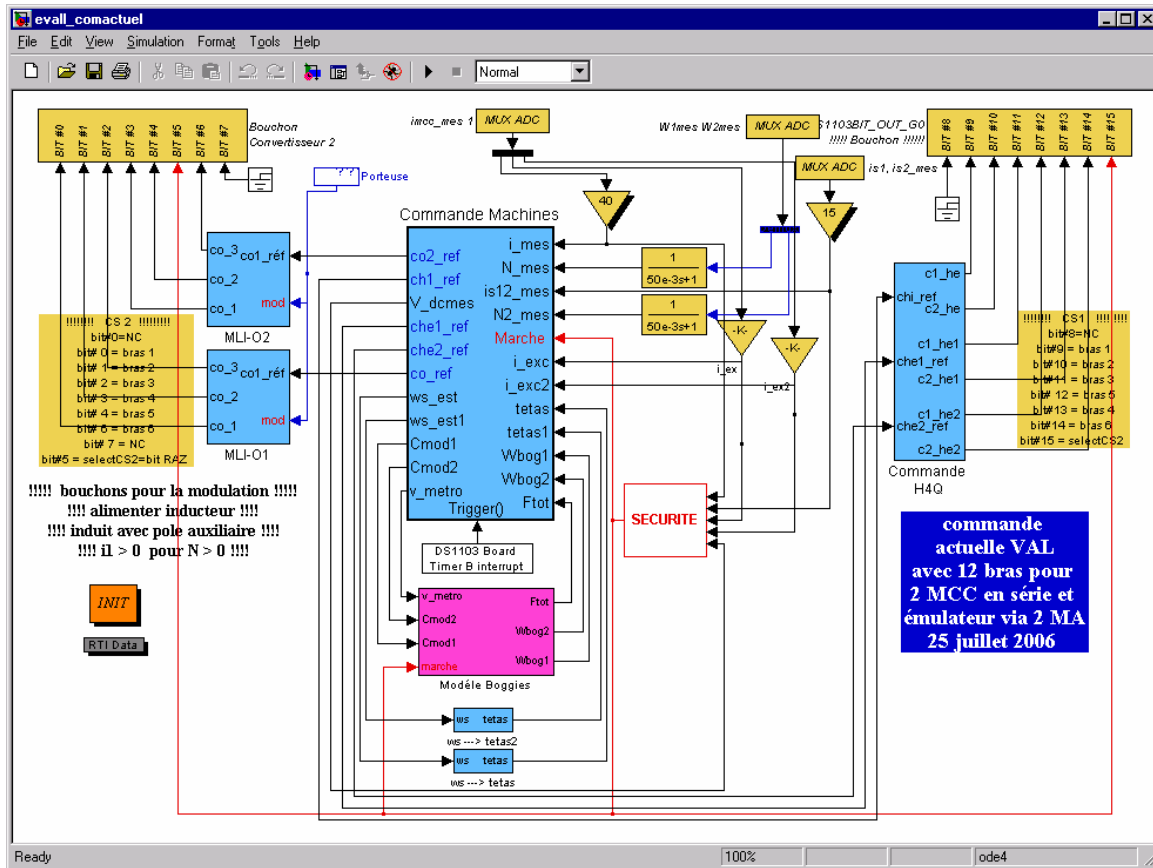 evall_comactuel
File Edit View Simulation Format Tools Help
Normal
BIT #0
BIT #1
BIT #2
BIT #3
BIT #4
BIT #5
BIT #6
BIT #7
Bouchon
Convertisseur 2
imcc_mes 1
MUX ADC
W1mes W2mes
MUX ADC
S1103BIT_OUT_G0
!!!!! Bouchon !!!!!!
MUX ADC
is1, is2_mes
BIT #8
BIT #9
BIT #10
BIT #11
BIT #12
BIT #13
BIT #14
BIT #15
? ?
Porteuse
40
15
Commande Machines
co2_ref
ch1_ref
V_dcmes
che1_ref
che2_ref
co_ref
ws_est
ws_est1
Cmod1
Cmod2
v_metro
i_mes
N_mes
is12_mes
N2_mes
Marche
i_exc
i_exc2
tetas
tetas1
Wbog1
Wbog2
Ftot
Trigger()
1
50e-3s+1
1
50e-3s+1
-K-
i_ex
-K-
i_ex2
co_3
co_2
co_1
co1_réf
mod
MLI-O2
co_3
co_2
co_1
co1_réf
mod
MLI-O1
!!!!!!!! CS 2 !!!!!!!!!
bit#0=NC
bit# 0 = bras 1
bit# 1 = bras 2
bit# 2 = bras 3
bit# 3 = bras 4
bit# 4 = bras 5
bit# 6 = bras 6
bit# 7 = NC
bit#5 = selectCS2=bit RAZ
chi_ref
che1_ref
che2_ref
c1_he
c2_he
c1_he1
c2_he1
c1_he2
c2_he2
Commande
H4Q
!!!!!!!! CS1 !!!! !!!!
bit#8=NC
bit#9 = bras 1
bit#10 = bras 2
bit#11 = bras 3
bit# 12 = bras 5
bit#13 = bras 4
bit#14 = bras 6
bit#15 = selectCS2
!!!!! bouchons pour la modulation !!!!!
!!!! alimenter inducteur !!!!
!!!! induit avec pole auxiliaire !!!!
!!!! i1 > 0 pour N > 0 !!!!
SECURITE
DS1103 Board
Timer B interrupt
INIT
RTI Data
v_metro
Cmod2
Cmod1
marche
Ftot
Wbog2
Wbog1
Modéle Boggies
commande
actuelle VAL
avec 12 bras pour
2 MCC en série et
émulateur via 2 MA
25 juillet 2006
ws tetas
ws ---> tetas2
ws tetas
ws ---> tetas
Ready
100%
ode4